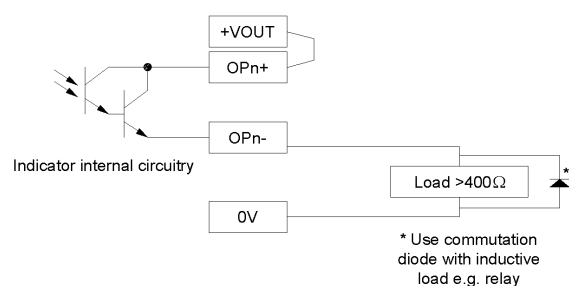 +VOUT
OPn+
OPn-
Indicator internal circuitry
Load >400Ω
*
0V
* Use commutation
diode with inductive
load e.g. relay